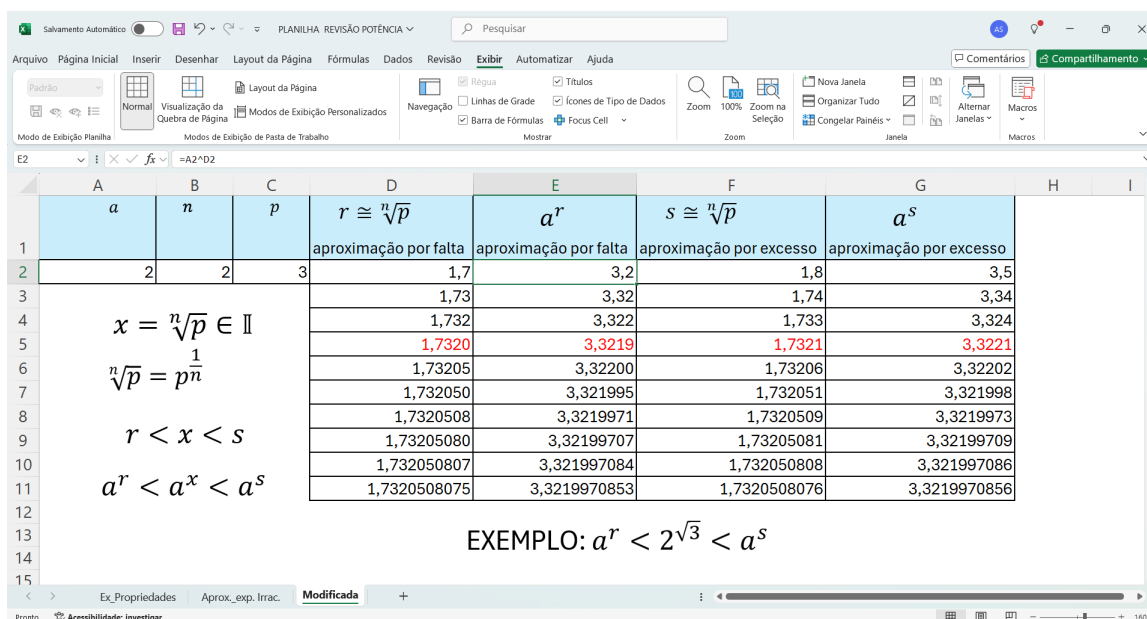 Salvamento Automático PLANILHA REVISÃO POTÊNCIA Pesquisar AS
Arquivo Página Inicial Inserir Desenhar Layout da Página Fórmulas Dados Revisão Exibir Automatizar Ajuda Comentários Compartilhamento
Padrão Normal Visualização da Quebra de Página Layout da Página Modos de Exibição Personalizados
Modo de Exibição Planilha Modos de Exibição de Pasta de Trabalho
Navegação Régua Títulos
Linhas de Grade Ícones de Tipo de Dados
Barra de Fórmulas Focus Cell
Mostrar
Zoom 100% Zoom na Seleção
Zoom
Nova Janela
Organizar Tudo
Congelar Painéis
Alternar Janelas
Janela
Macros
Macros
E2 fx =A2^D2
A B C D E F G H I
1 a n p r ≅ ⁿ√p aʳ s ≅ ⁿ√p aˢ
aproximação por falta aproximação por falta aproximação por excesso aproximação por excesso
2 2 2 3 1,7 3,2 1,8 3,5
3 1,73 3,32 1,74 3,34
4 x = ⁿ√p ∈ 𝕀 1,732 3,322 1,733 3,324
5 1,7320 3,3219 1,7321 3,3221
6 ⁿ√p = p^(1/n) 1,73205 3,32200 1,73206 3,32202
7 1,732050 3,321995 1,732051 3,321998
8 1,7320508 3,3219971 1,7320509 3,3219973
9 r < x < s 1,73205080 3,32199707 1,73205081 3,32199709
10 1,732050807 3,321997084 1,732050808 3,321997086
11 aʳ < aˣ < aˢ 1,7320508075 3,3219970853 1,7320508076 3,3219970856
12
13 EXEMPLO: aʳ < 2^√3 < aˢ
14
15
Ex_Propriedades Aprox._exp. Irrac. Modificada
Pronto Acessibilidade: investigar 160